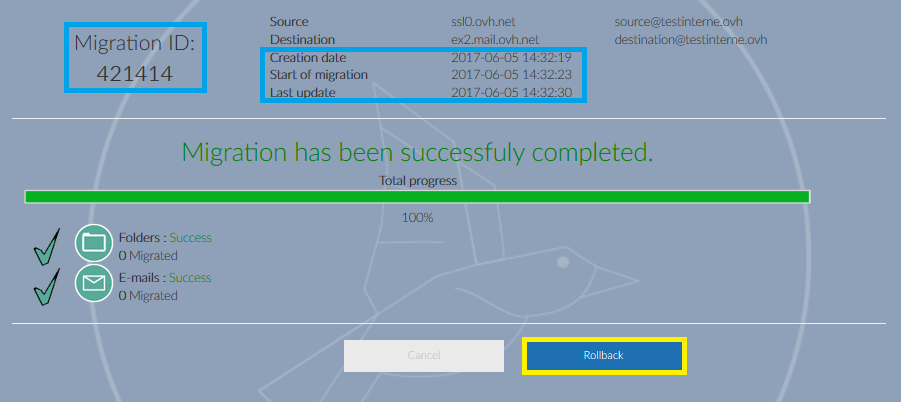 Migration ID:
421414
Source ssl0.ovh.net source@testinterne.ovh
Destination ex2.mail.ovh.net destination@testinterne.ovh
Creation date 2017-06-05 14:32:19
Start of migration 2017-06-05 14:32:23
Last update 2017-06-05 14:32:30
Migration has been successfuly completed.
Total progress
100%
Folders : Success
0 Migrated
E-mails : Success
0 Migrated
Cancel Rollback